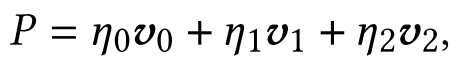 P = η₀𝒗₀ + η₁𝒗₁ + η₂𝒗₂,